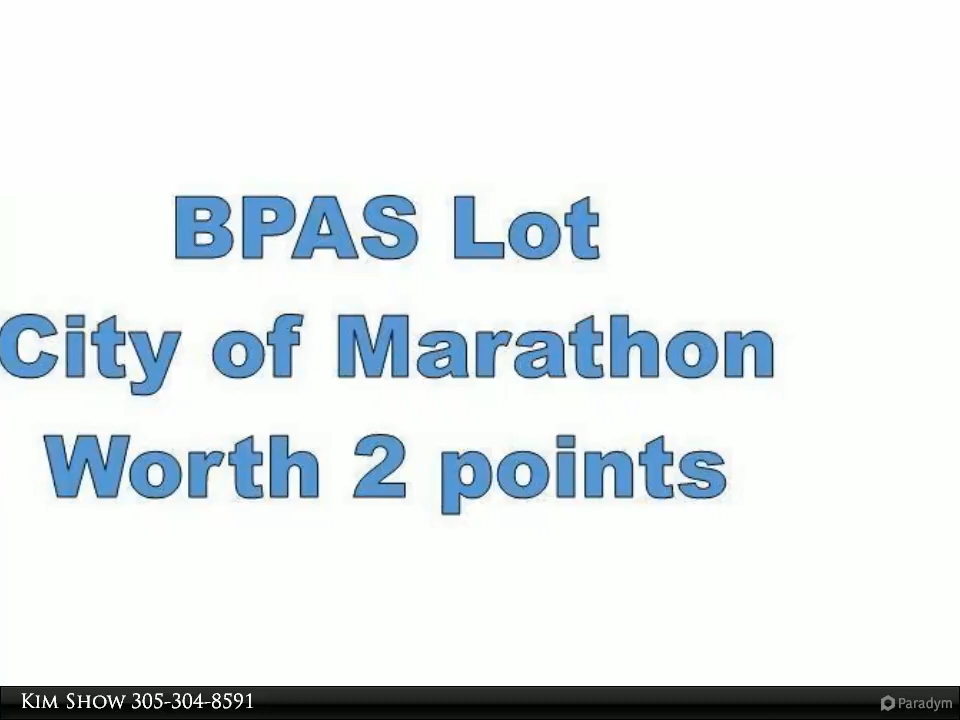 BPAS Lot
City of Marathon
Worth 2 points
Kim Show 305-304-8591
Paradym